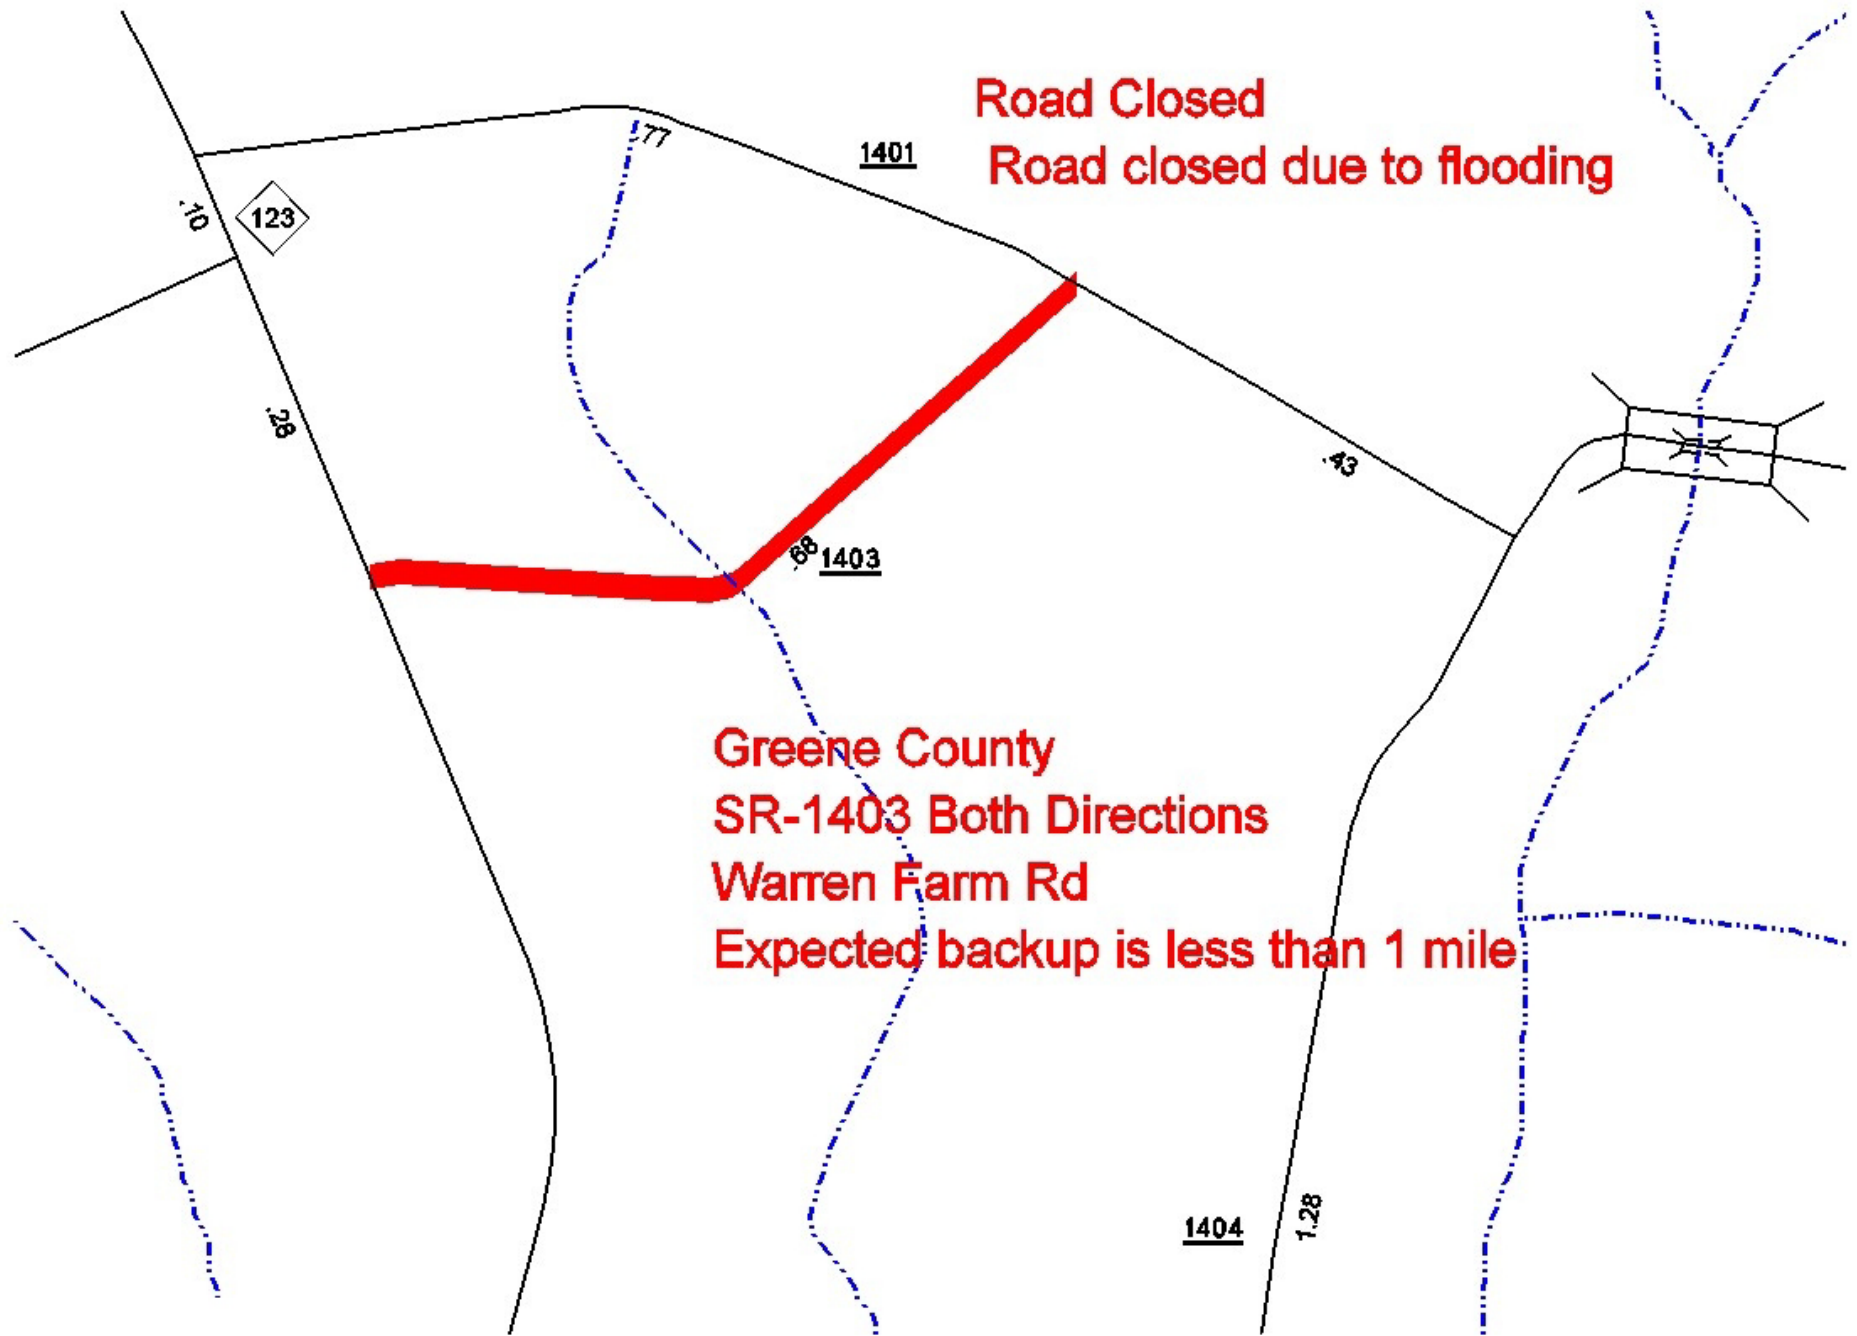 Road Closed
Road closed due to flooding
.77
1401
.10
123
.28
.43
.68
1403
Greene County
SR-1403 Both Directions
Warren Farm Rd
Expected backup is less than 1 mile
1404
1.28